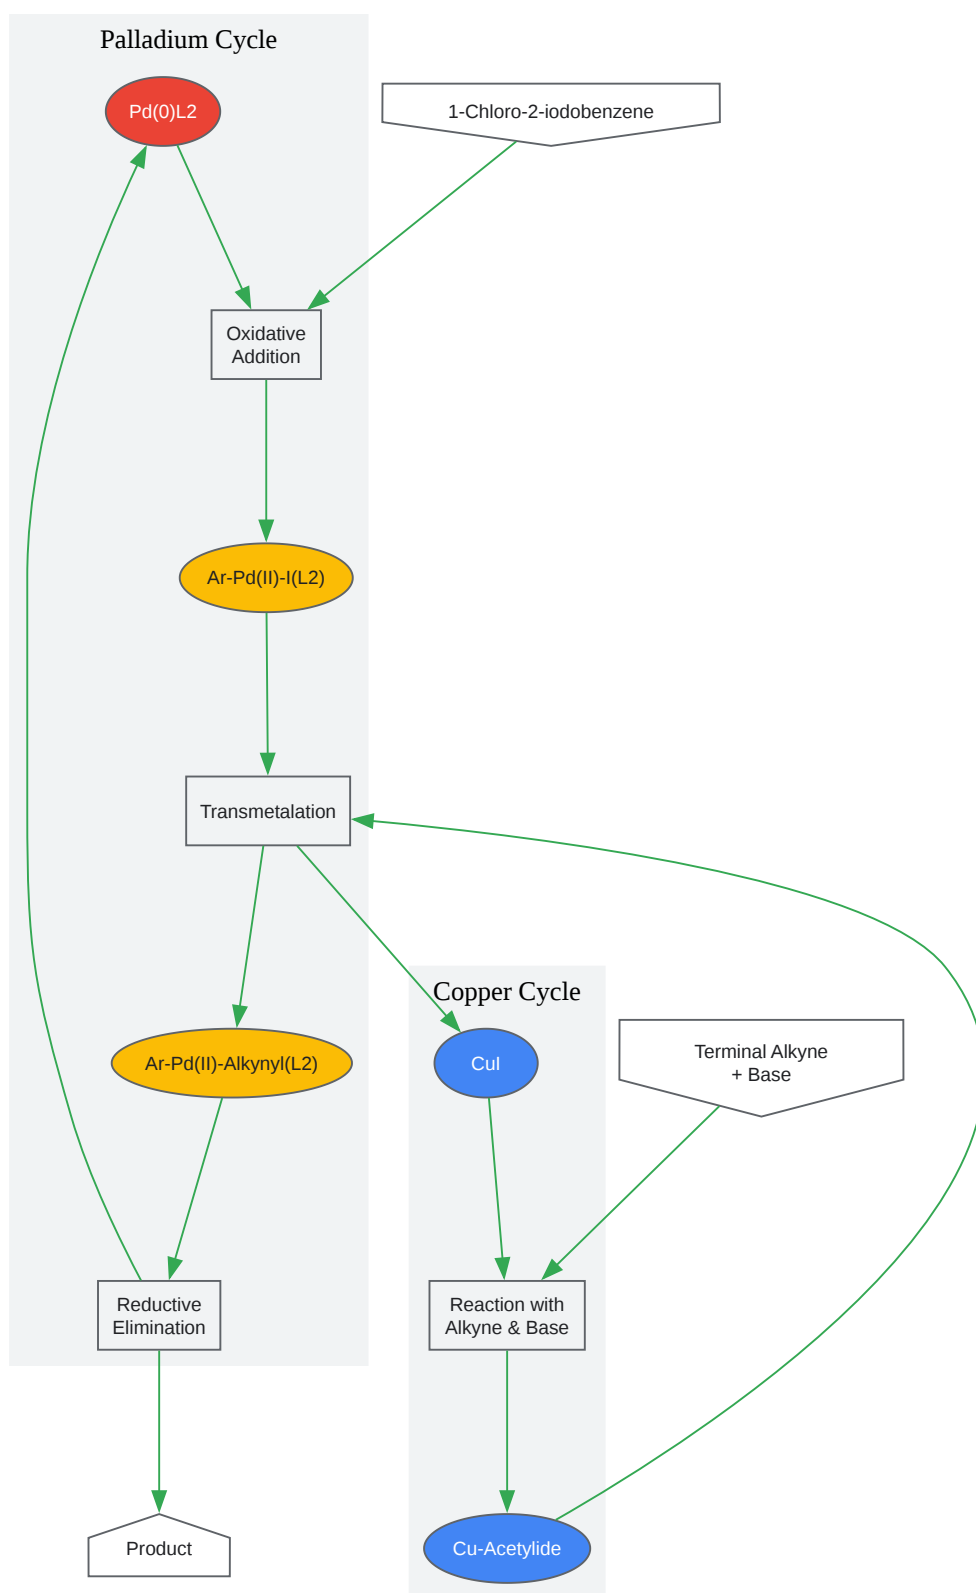 Palladium Cycle
Pd(0)L2
1-Chloro-2-iodobenzene
Oxidative
Addition
Ar-Pd(II)-I(L2)
Transmetalation
Copper Cycle
Ar-Pd(II)-Alkynyl(L2)
CuI
Terminal Alkyne
+ Base
Reductive
Elimination
Reaction with
Alkyne & Base
Product
Cu-Acetylide